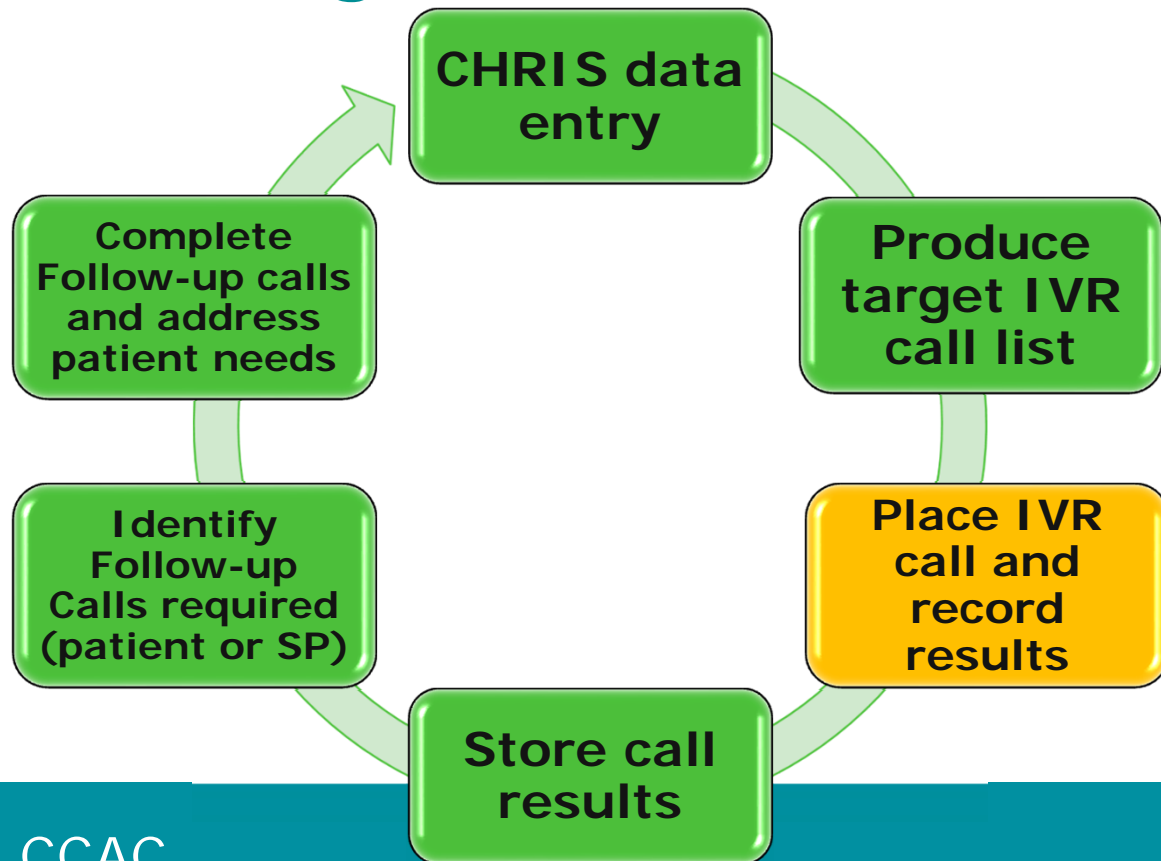 CHRIS data
entry
Produce
target IVR
call list
Place IVR
call and
record
results
Store call
results
Identify
Follow-up
Calls required
(patient or SP)
Complete
Follow-up calls
and address
patient needs
CCAC